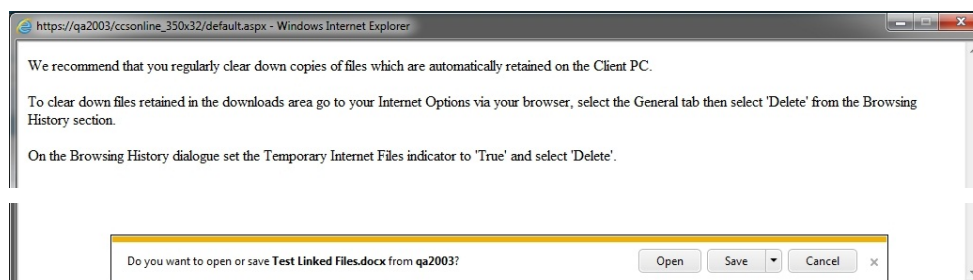 https://qa2003/ccsonline_350x32/default.aspx - Windows Internet Explorer
We recommend that you regularly clear down copies of files which are automatically retained on the Client PC.
To clear down files retained in the downloads area go to your Internet Options via your browser, select the General tab then select 'Delete' from the Browsing
History section.
On the Browsing History dialogue set the Temporary Internet Files indicator to 'True' and select 'Delete'.
Do you want to open or save Test Linked Files.docx from qa2003? Open Save Cancel